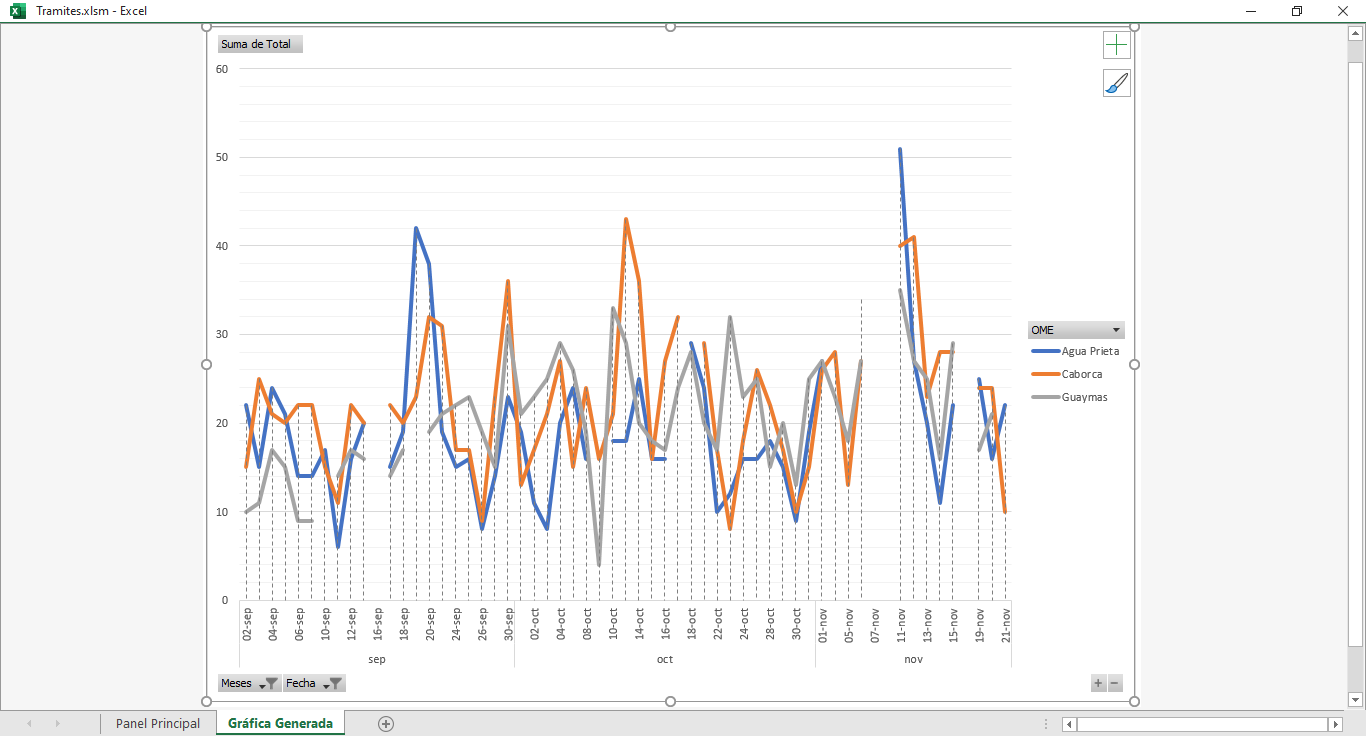 Tramites.xlsm - Excel
Suma de Total
60
50
40
30
20
10
0
OME
Agua Prieta
Caborca
Guaymas
02-sep
04-sep
06-sep
10-sep
12-sep
16-sep
18-sep
20-sep
24-sep
26-sep
30-sep
02-oct
04-oct
08-oct
10-oct
14-oct
16-oct
18-oct
22-oct
24-oct
28-oct
30-oct
01-nov
05-nov
07-nov
11-nov
13-nov
15-nov
19-nov
21-nov
sep oct nov
Meses Fecha
Panel Principal Gráfica Generada